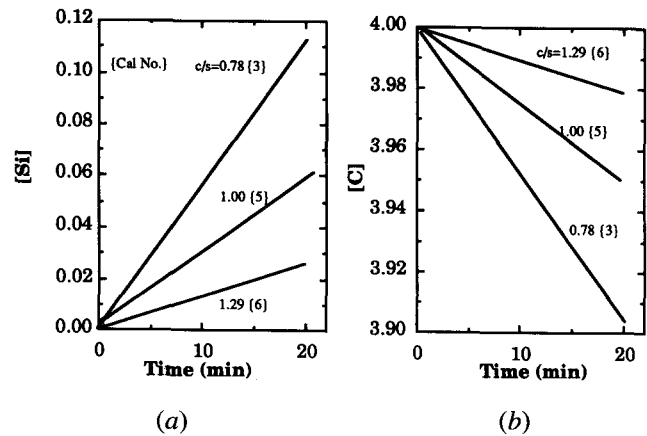 0.12
0.10
0.08
0.06
0.04
0.02
0.00
[Si]
{Cal No.}
c/s=0.78 {3}
1.00 {5}
1.29 {6}
0 10 20
Time (min)
(a)
4.00
3.98
3.96
3.94
3.92
3.90
[C]
c/s=1.29 {6}
1.00 {5}
0.78 {3}
0 10 20
Time (min)
(b)